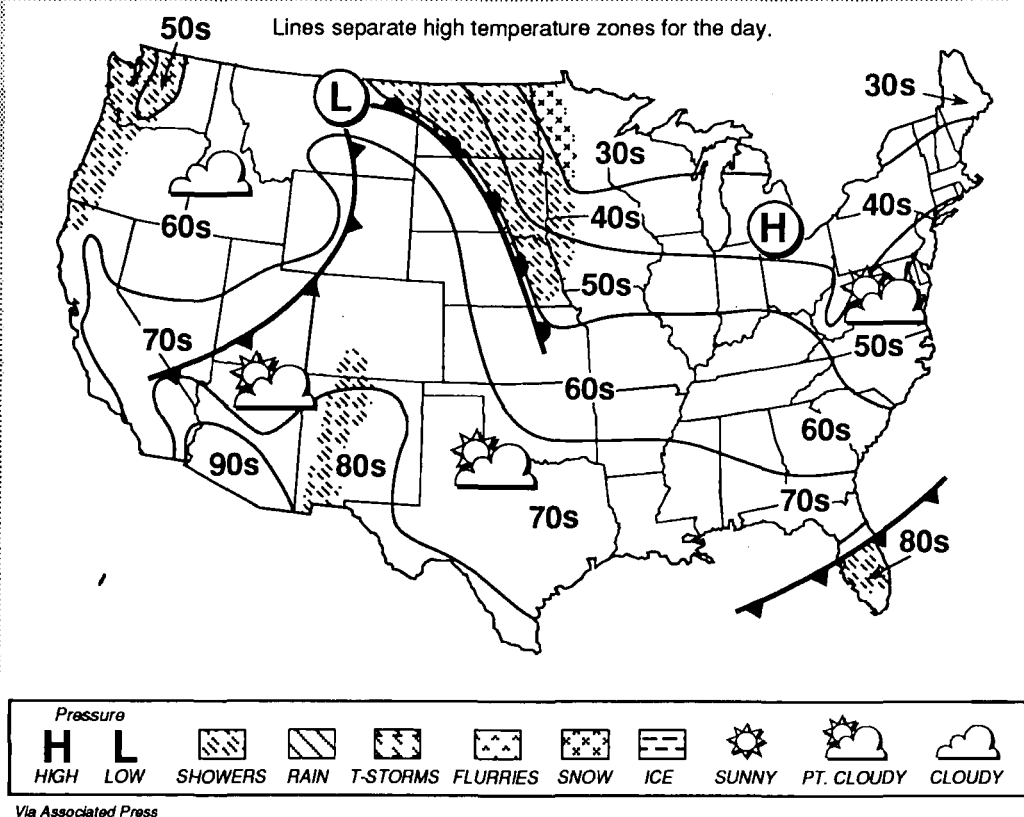 Lines separate high temperature zones for the day.
50s
L
30s
30s
40s
40s
H
60s
50s
70s
50s
60s
60s
90s
80s
70s
70s
80s
Pressure
H L
HIGH LOW SHOWERS RAIN T-STORMS FLURRIES SNOW ICE SUNNY PT. CLOUDY CLOUDY
Via Associated Press